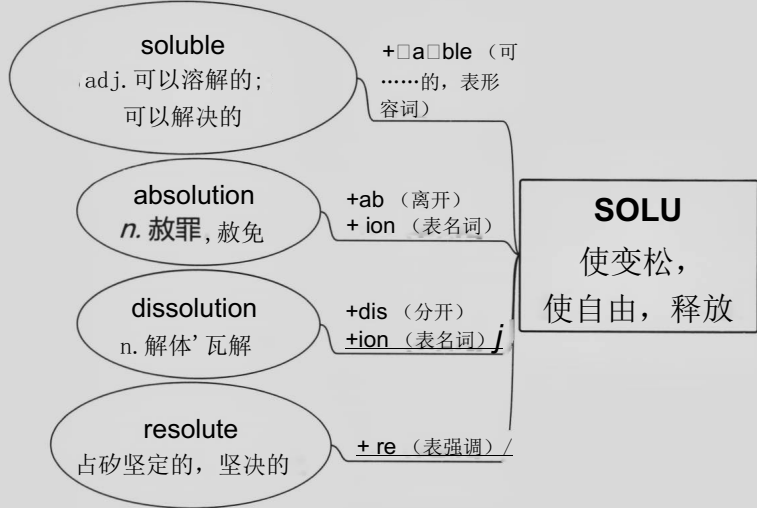 soluble
adj.可以溶解的;
可以解决的
+□a□ble （可
……的，表形
容词）
absolution
n. 赦罪,赦免
+ab （离开）
+ ion （表名词）
dissolution
n.解体'瓦解
+dis （分开）
+ion （表名词） j
resolute
占矽坚定的，坚决的
+ re （表强调） /
SOLU
使变松，
使自由，释放